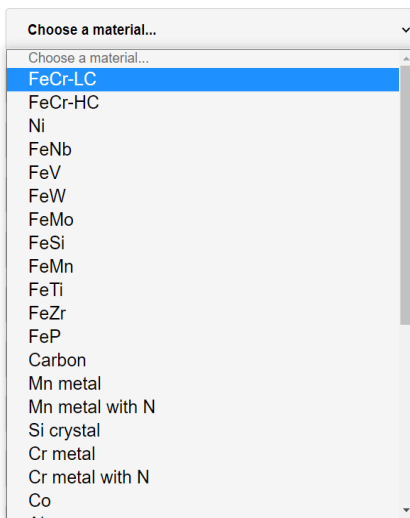 Choose a material...
Choose a material...
FeCr-LC
FeCr-HC
Ni
FeNb
FeV
FeW
FeMo
FeSi
FeMn
FeTi
FeZr
FeP
Carbon
Mn metal
Mn metal with N
Si crystal
Cr metal
Cr metal with N
Co